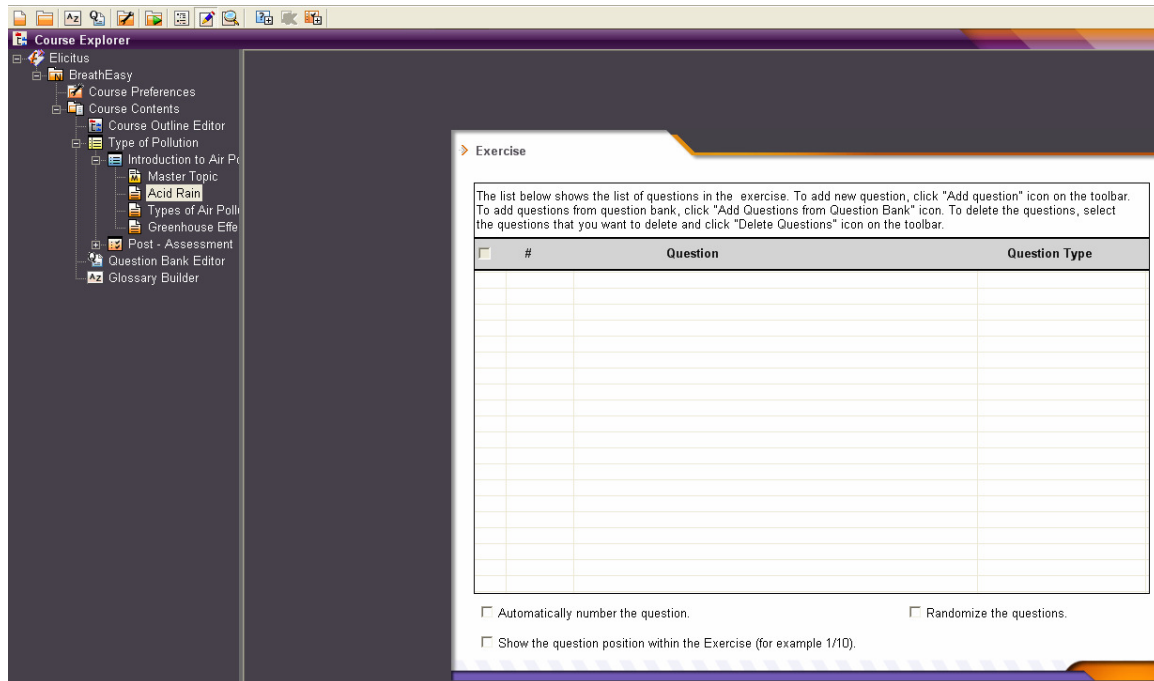 Course Explorer
Elicitus
BreathEasy
Course Preferences
Course Contents
Course Outline Editor
Type of Pollution
Introduction to Air Po
Master Topic
Acid Rain
Types of Air Pollu
Greenhouse Effe
Post - Assessment
Question Bank Editor
Glossary Builder
Exercise
The list below shows the list of questions in the exercise. To add new question, click "Add question" icon on the toolbar.
To add questions from question bank, click "Add Questions from Question Bank" icon. To delete the questions, select
the questions that you want to delete and click "Delete Questions" icon on the toolbar.
# Question Question Type
Automatically number the question. Randomize the questions.
Show the question position within the Exercise (for example 1/10).